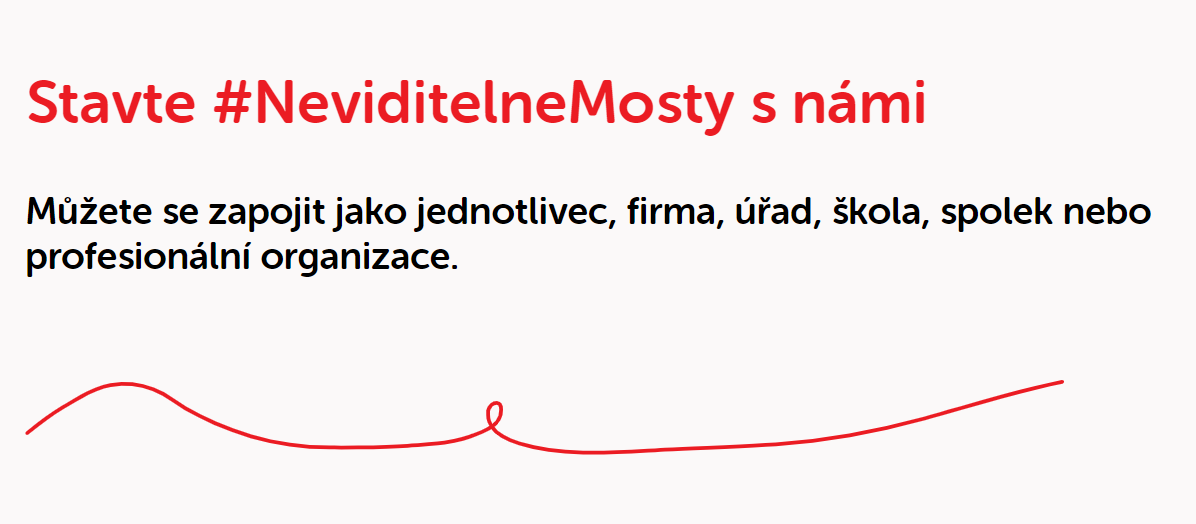 Stavte #NeviditelneMosty s námi
Můžete se zapojit jako jednotlivec, firma, úřad, škola, spolek nebo
profesionální organizace.